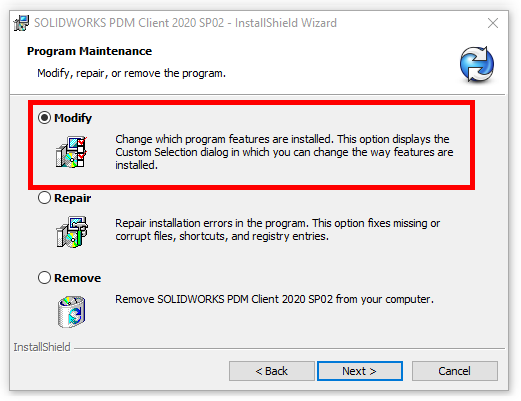 SOLIDWORKS PDM Client 2020 SP02 - InstallShield Wizard
Program Maintenance
Modify, repair, or remove the program.
Modify
Change which program features are installed. This option displays the
Custom Selection dialog in which you can change the way features are
installed.
Repair
Repair installation errors in the program. This option fixes missing or
corrupt files, shortcuts, and registry entries.
Remove
Remove SOLIDWORKS PDM Client 2020 SP02 from your computer.
InstallShield
< Back
Next >
Cancel